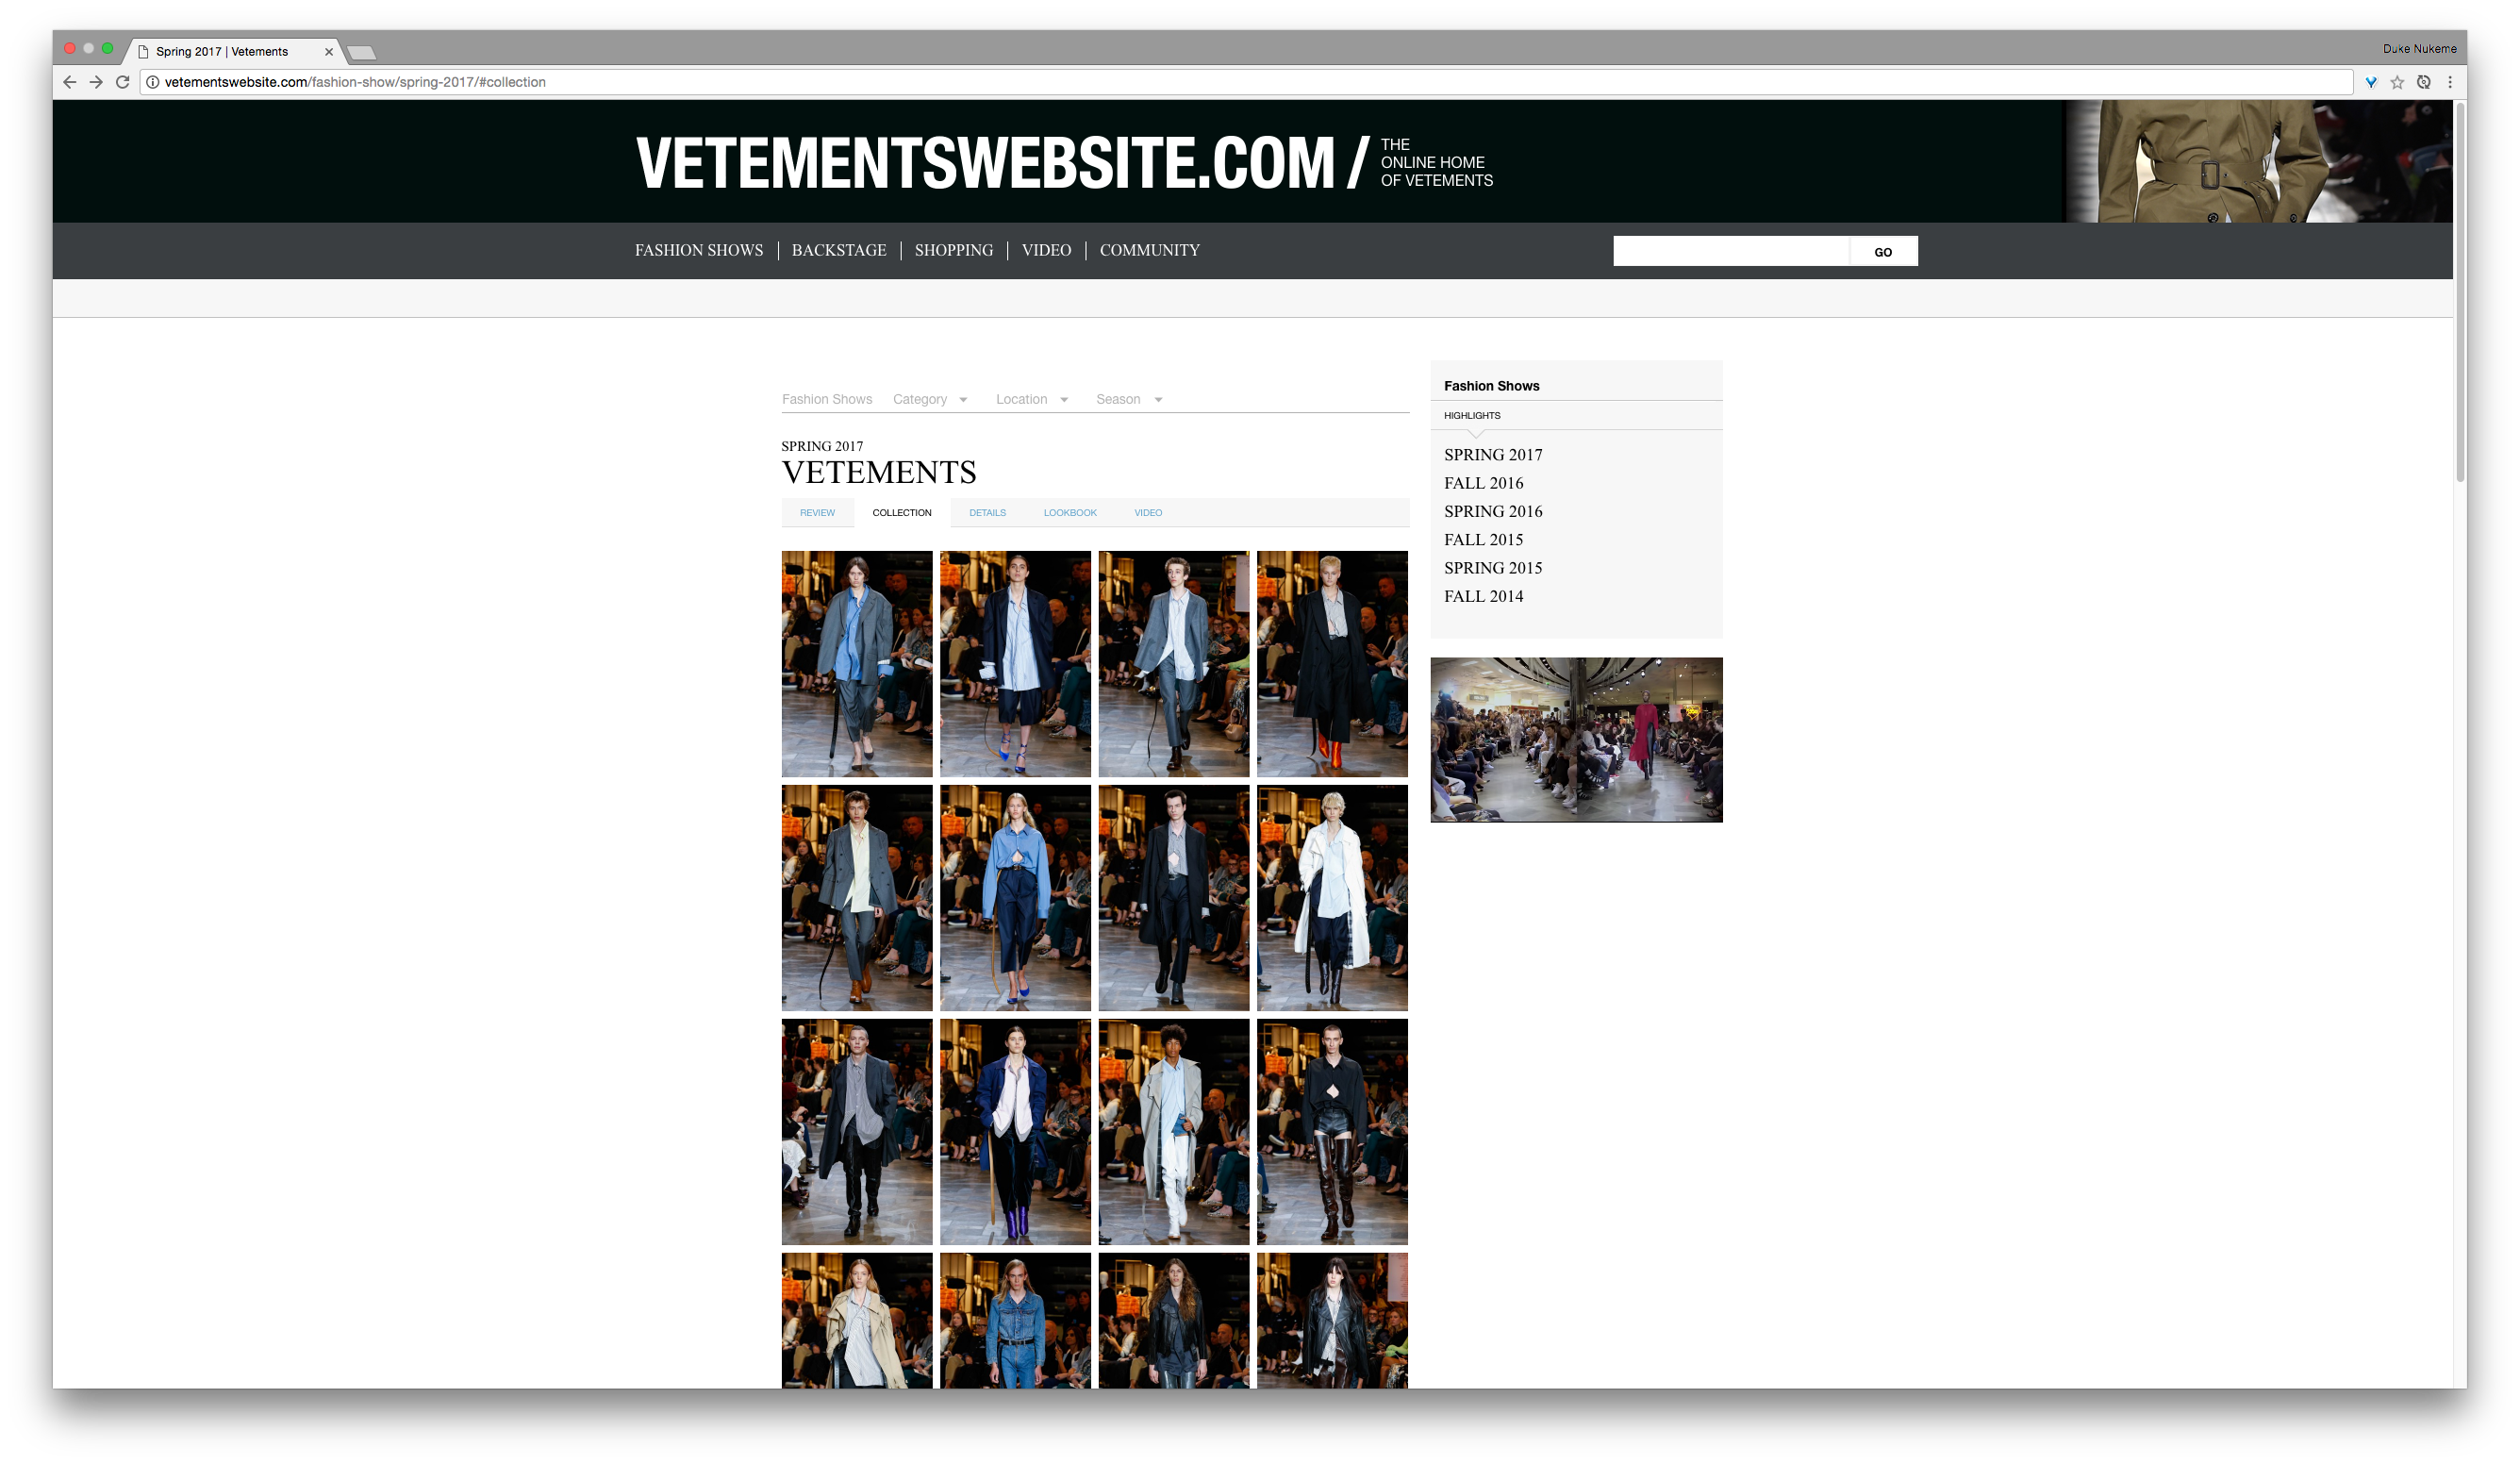 Spring 2017 | Vetements
Duke Nukeme
vetementswebsite.com/fashion-show/spring-2017/#collection
VETEMENTSWEBSITE.COM /
THE
ONLINE HOME
OF VETEMENTS
FASHION SHOWS
BACKSTAGE
SHOPPING
VIDEO
COMMUNITY
GO
Fashion Shows
Category
Location
Season
SPRING 2017
VETEMENTS
REVIEW
COLLECTION
DETAILS
LOOKBOOK
VIDEO
Fashion Shows
HIGHLIGHTS
SPRING 2017
FALL 2016
SPRING 2016
FALL 2015
SPRING 2015
FALL 2014